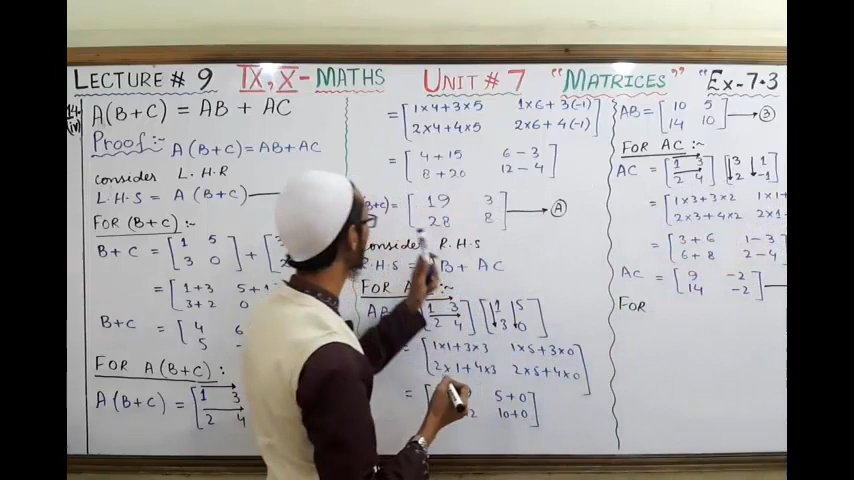 LECTURE # 9 IX, X - MATHS UNIT # 7 "MATRICES" "Ex-7.3
14 (iv) A(B+C) = AB + AC
Proof:- A(B+C)=AB+AC
consider L.H.R
L.H.S = A(B+C)
FOR (B+C):-
B+C = [1 5
3 0] +
= [1+3 5+1
3+2 0
B+C = [4 6
5
FOR A(B+C):-
A(B+C) = [1 3
2 4
= [1×4+3×5 1×6+3(-1)
2×4+4×5 2×6+4(-1)]
= [4+15 6-3
8+20 12-4]
B+C) = [19 3
28 8] → A
consider R.H.S
R.H.S = AB + AC
FOR A :-
AB = [1 3
2 4] [1 5
3 0]
= [1×1+3×3 1×5+3×0
2×1+4×3 2×5+4×0]
= [ 5+0
2 10+0]
AB = [10 5
14 10] → 3
FOR AC:-
AC = [1 3
2 4] [3 1
2 -1
= [1×3+3×2 1×1+
2×3+4×2 2×1-
= [3+6 1-3
6+8 2-4
AC = [9 -2
14 -2]
FOR